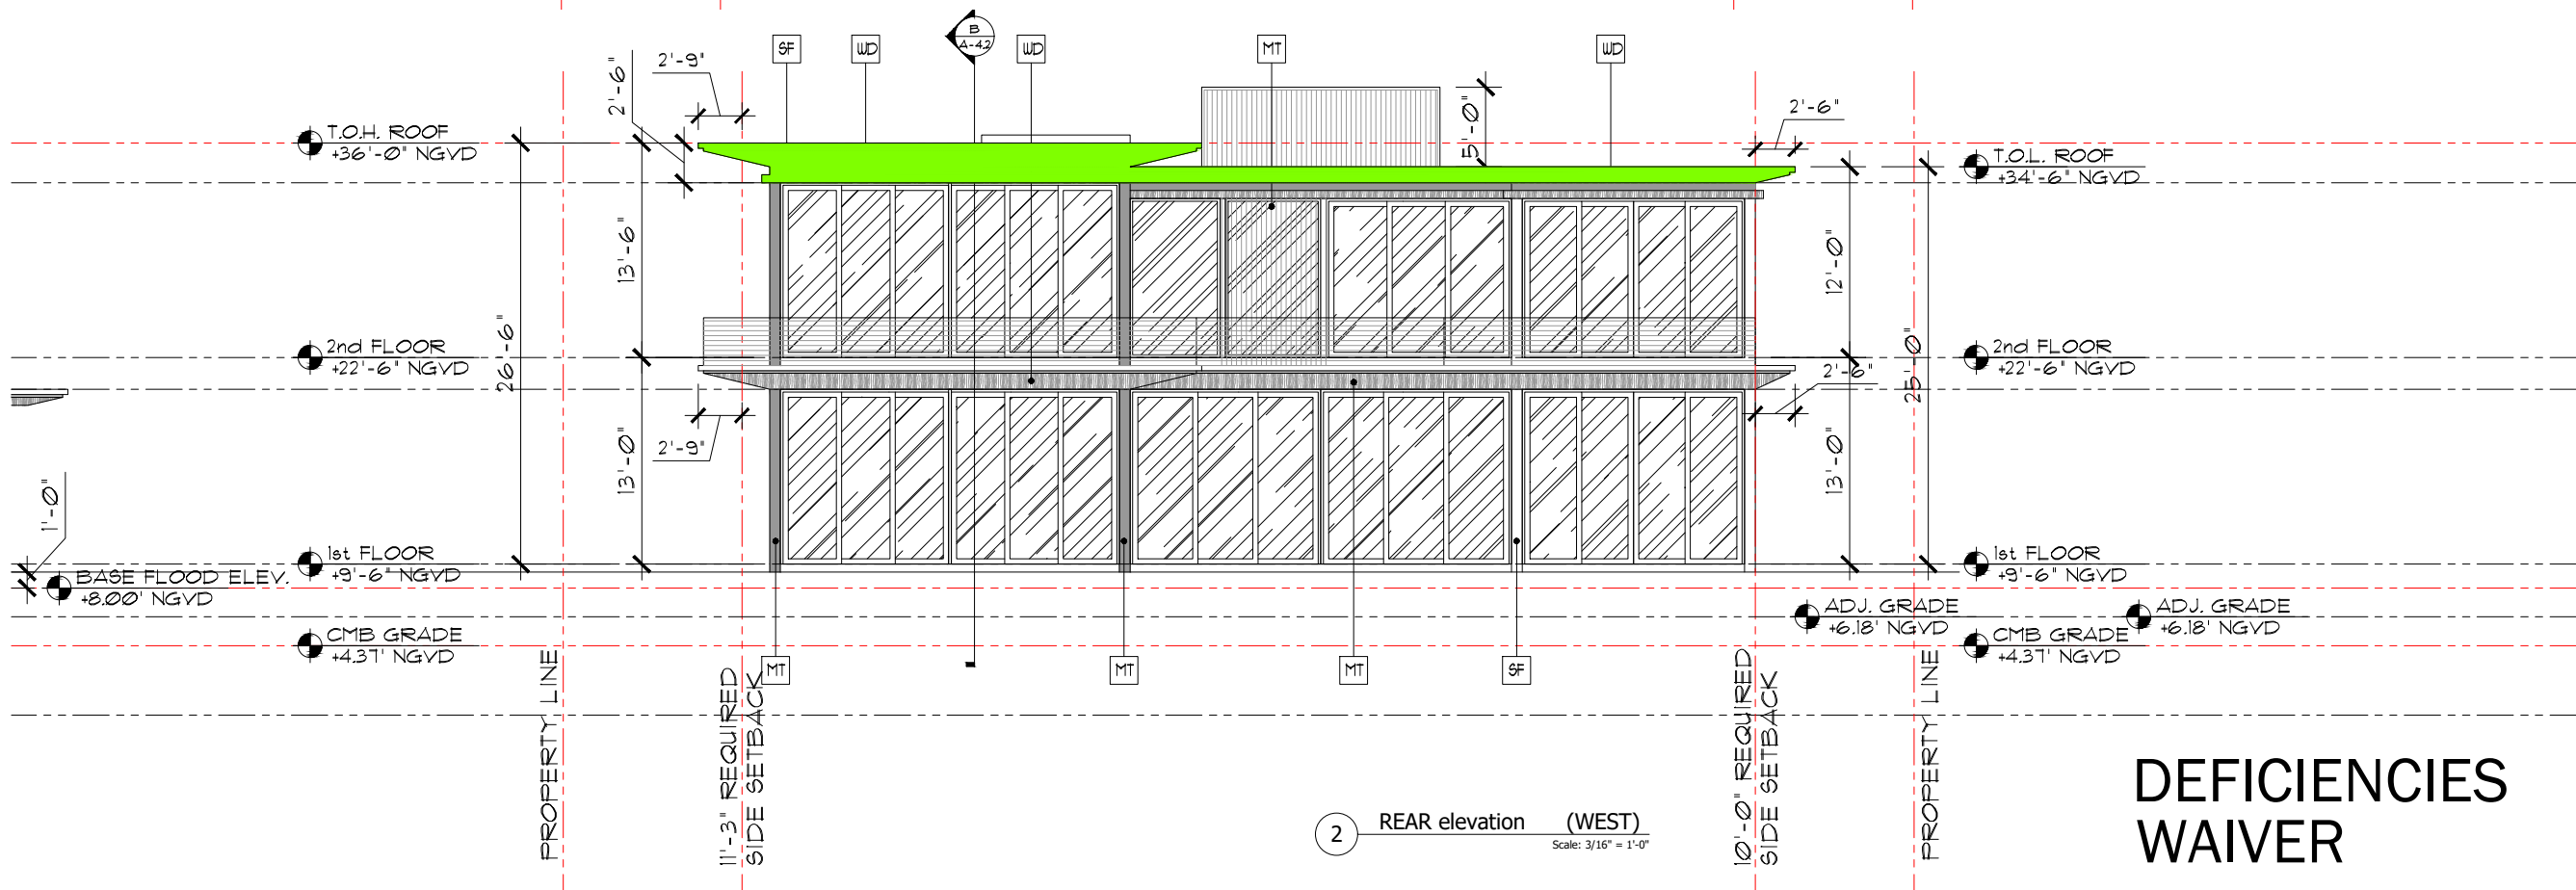 SF
WD
B
A-4.2
WD
MT
WD
2'-6"
2'-9"
5'-0"
2'-6"
T.O.H. ROOF
+36'-0" NGVD
T.O.L. ROOF
+34'-6" NGVD
13'-6"
12'-0"
26'-6"
25'-0"
2nd FLOOR
+22'-6" NGVD
2nd FLOOR
+22'-6" NGVD
2'-6"
2'-9"
13'-0"
13'-0"
1'-0"
1st FLOOR
+9'-6" NGVD
1st FLOOR
+9'-6" NGVD
BASE FLOOD ELEV.
+8.00' NGVD
ADJ. GRADE
+6.18' NGVD
ADJ. GRADE
+6.18' NGVD
CMB GRADE
+4.37' NGVD
CMB GRADE
+4.37' NGVD
MT
MT
MT
SF
PROPERTY LINE
11'-3" REQUIRED
SIDE SETBACK
10'-0" REQUIRED
SIDE SETBACK
PROPERTY LINE
2
REAR elevation (WEST)
Scale: 3/16" = 1'-0"
DEFICIENCIES
WAIVER